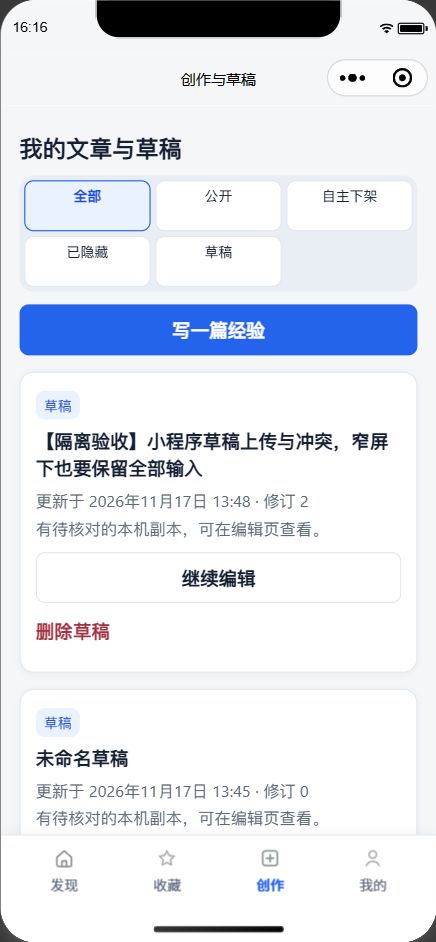 16:16
创作与草稿
我的文章与草稿
全部
公开
自主下架
已隐藏
草稿
写一篇经验
草稿
【隔离验收】小程序草稿上传与冲突，窄屏
下也要保留全部输入
更新于 2026年11月17日 13:48 · 修订 2
有待核对的本机副本，可在编辑页查看。
继续编辑
删除草稿
草稿
未命名草稿
更新于 2026年11月17日 13:45 · 修订 0
有待核对的本机副本，可在编辑页查看。
发现
收藏
创作
我的